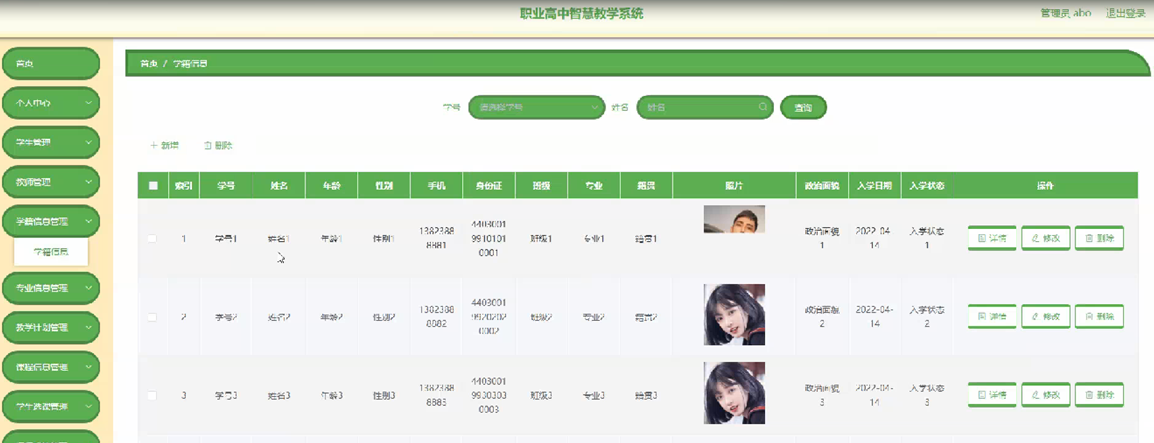 职业高中智慧教学系统
管理员 abo 退出登录
首页
个人中心
学生管理
教师管理
学籍信息管理
学籍信息
专业信息管理
教学计划管理
课程信息管理
学生选课管理
首页 / 学籍信息
学号 请选择学号 姓名 姓名 查询
+ 新增 删除
索引 学号 姓名 年龄 性别 手机 身份证 班级 专业 籍贯 照片 政治面貌 入学日期 入学状态 操作
1 学号1 姓名1 年龄1 性别1 13823888881 440300199101010001 班级1 专业1 籍贯1 政治面貌1 2022-04-14 入学状态1 详情 修改 删除
2 学号2 姓名2 年龄2 性别2 13823888882 440300199202020002 班级2 专业2 籍贯2 政治面貌2 2022-04-14 入学状态2 详情 修改 删除
3 学号3 姓名3 年龄3 性别3 13823888883 440300199303030003 班级3 专业3 籍贯3 政治面貌3 2022-04-14 入学状态3 详情 修改 删除